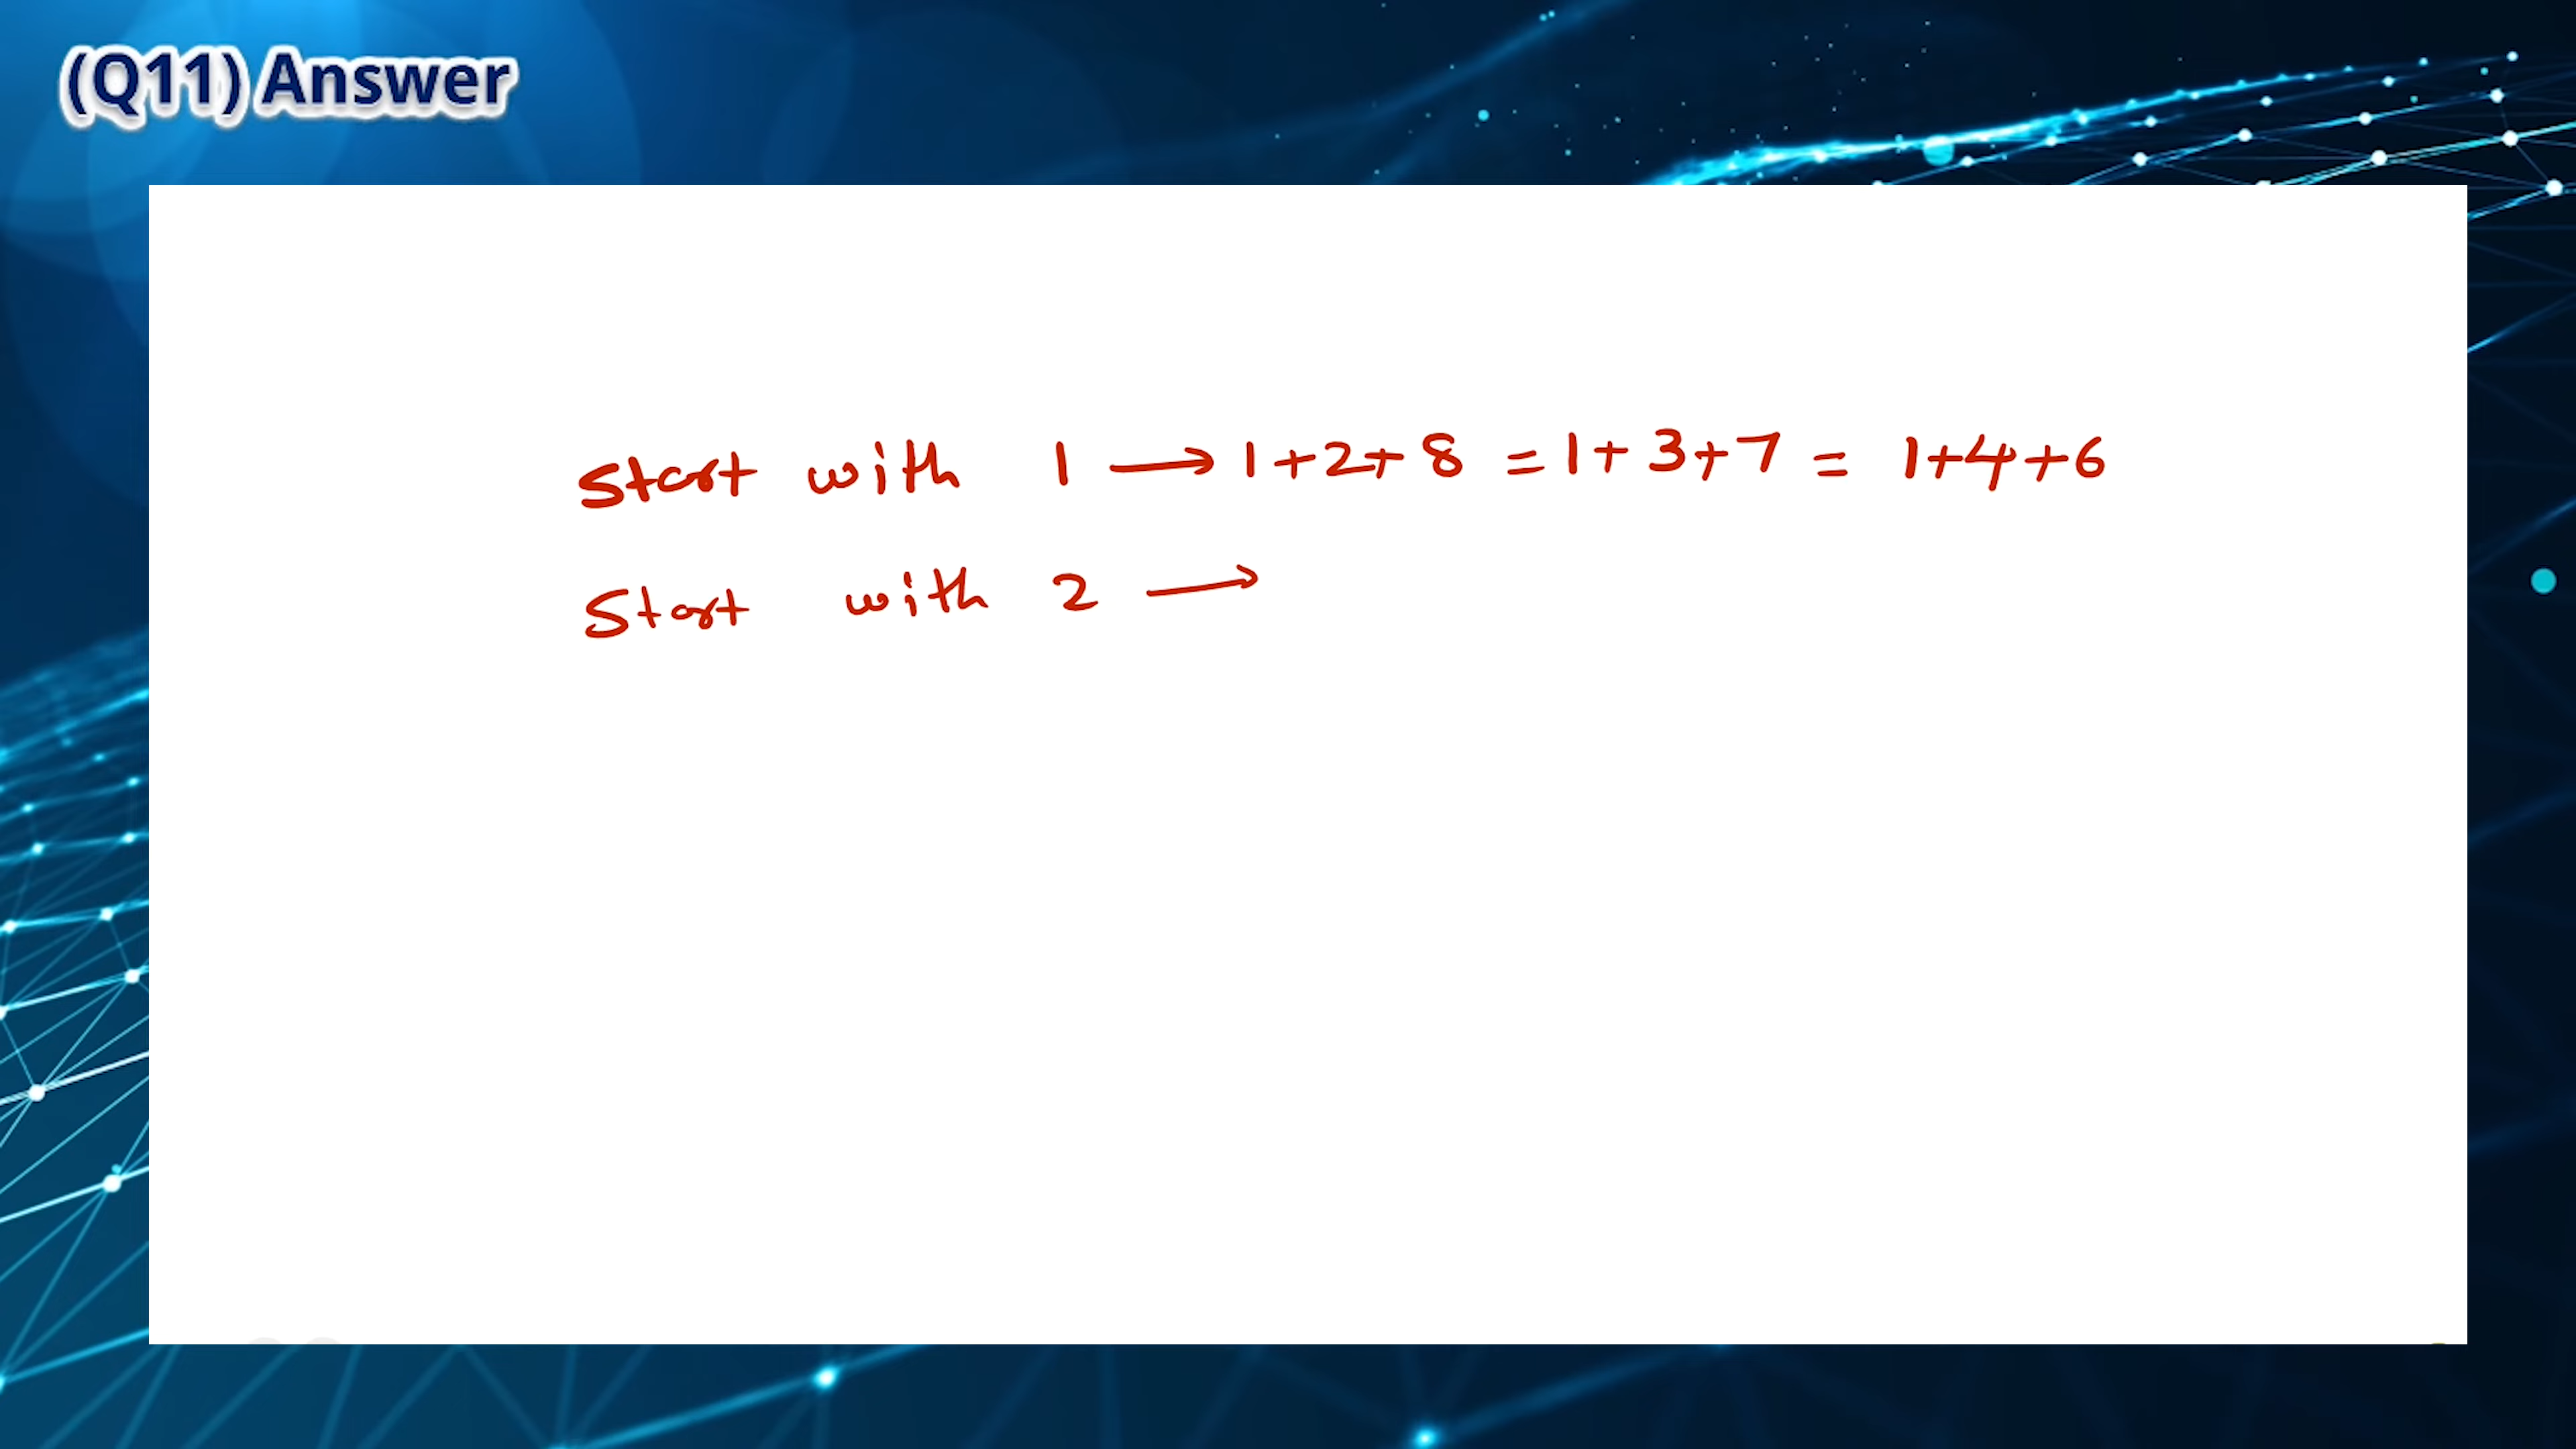 (Q11) Answer
Start with 1 → 1+2+8 = 1+3+7 = 1+4+6
Start with 2 →